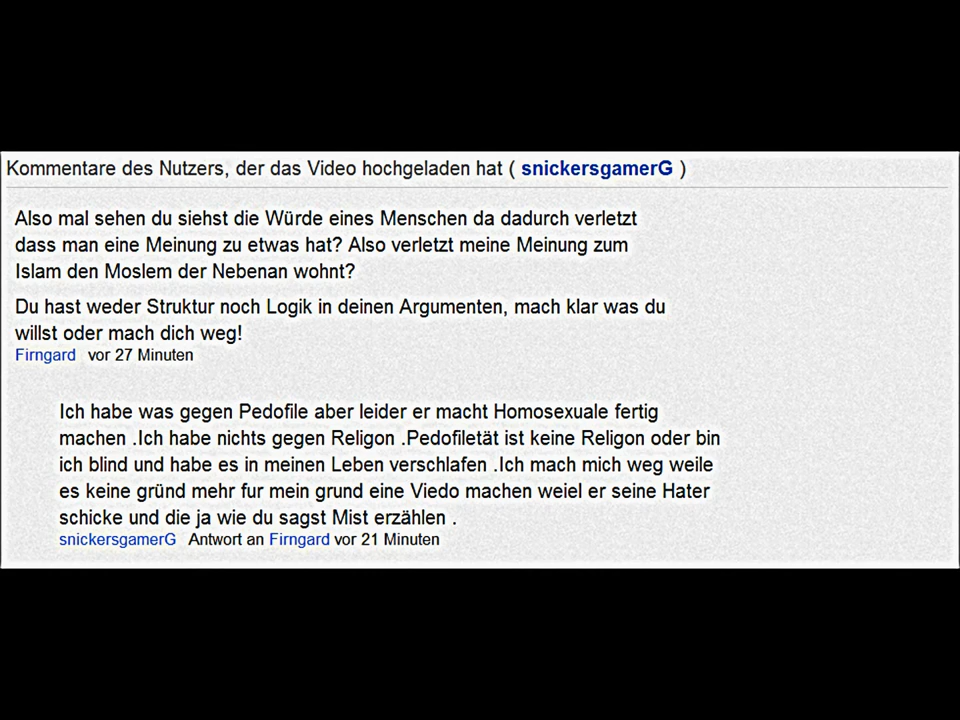 Kommentare des Nutzers, der das Video hochgeladen hat ( snickersgamerG )
Also mal sehen du siehst die Würde eines Menschen da dadurch verletzt
dass man eine Meinung zu etwas hat? Also verletzt meine Meinung zum
Islam den Moslem der Nebenan wohnt?
Du hast weder Struktur noch Logik in deinen Argumenten, mach klar was du
willst oder mach dich weg!
Firngard vor 27 Minuten
Ich habe was gegen Pedofile aber leider er macht Homosexuale fertig
machen .Ich habe nichts gegen Religon .Pedofiletät ist keine Religon oder bin
ich blind und habe es in meinen Leben verschlafen .Ich mach mich weg weile
es keine gründ mehr fur mein grund eine Viedo machen weiel er seine Hater
schicke und die ja wie du sagst Mist erzählen .
snickersgamerG Antwort an Firngard vor 21 Minuten